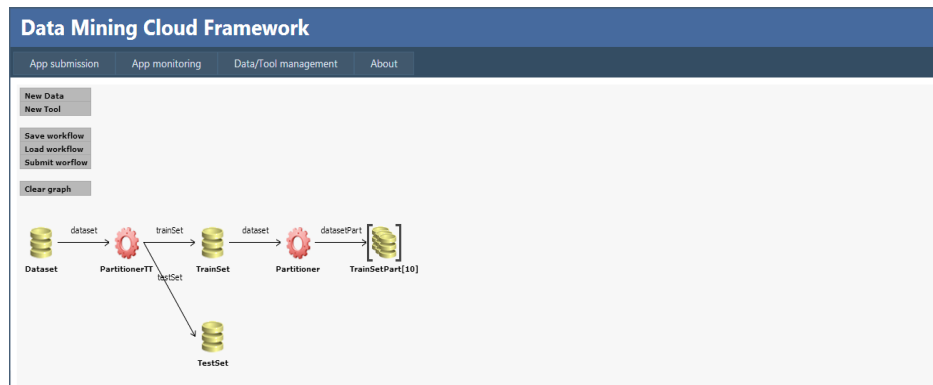 Data Mining Cloud Framework
App submission App monitoring Data/Tool management About
New Data
New Tool
Save workflow
Load workflow
Submit worflow
Clear graph
dataset trainSet dataset datasetPart
Dataset PartitionerTT TrainSet Partitioner TrainSetPart[10]
testSet
TestSet